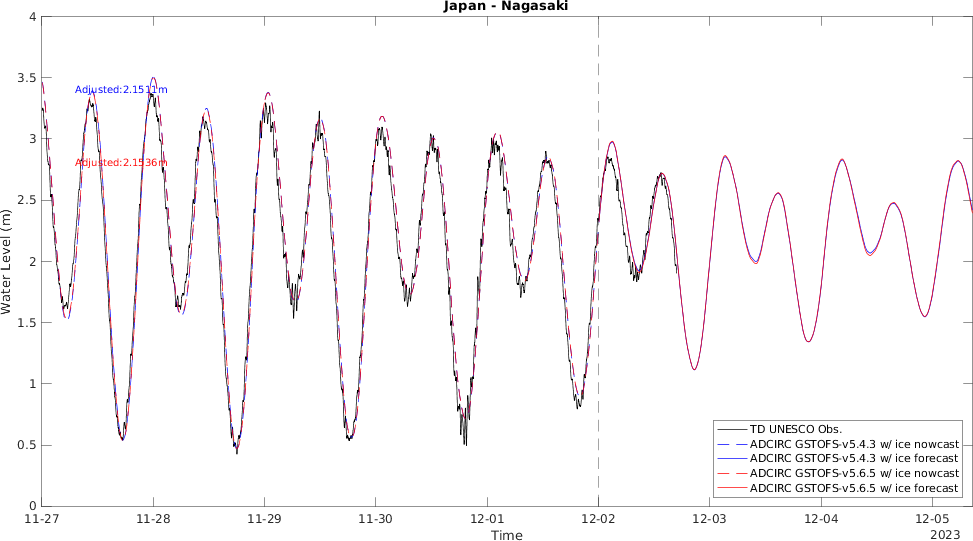 Japan - Nagasaki
4
3.5
3
2.5
2
1.5
1
0.5
0
Water Level (m)
Adjusted:2.1511m
Adjusted:2.1536m
TD UNESCO Obs.
ADCIRC GSTOFS-v5.4.3 w/ ice nowcast
ADCIRC GSTOFS-v5.4.3 w/ ice forecast
ADCIRC GSTOFS-v5.6.5 w/ ice nowcast
ADCIRC GSTOFS-v5.6.5 w/ ice forecast
11-27 11-28 11-29 11-30 12-01 12-02 12-03 12-04 12-05
Time
2023